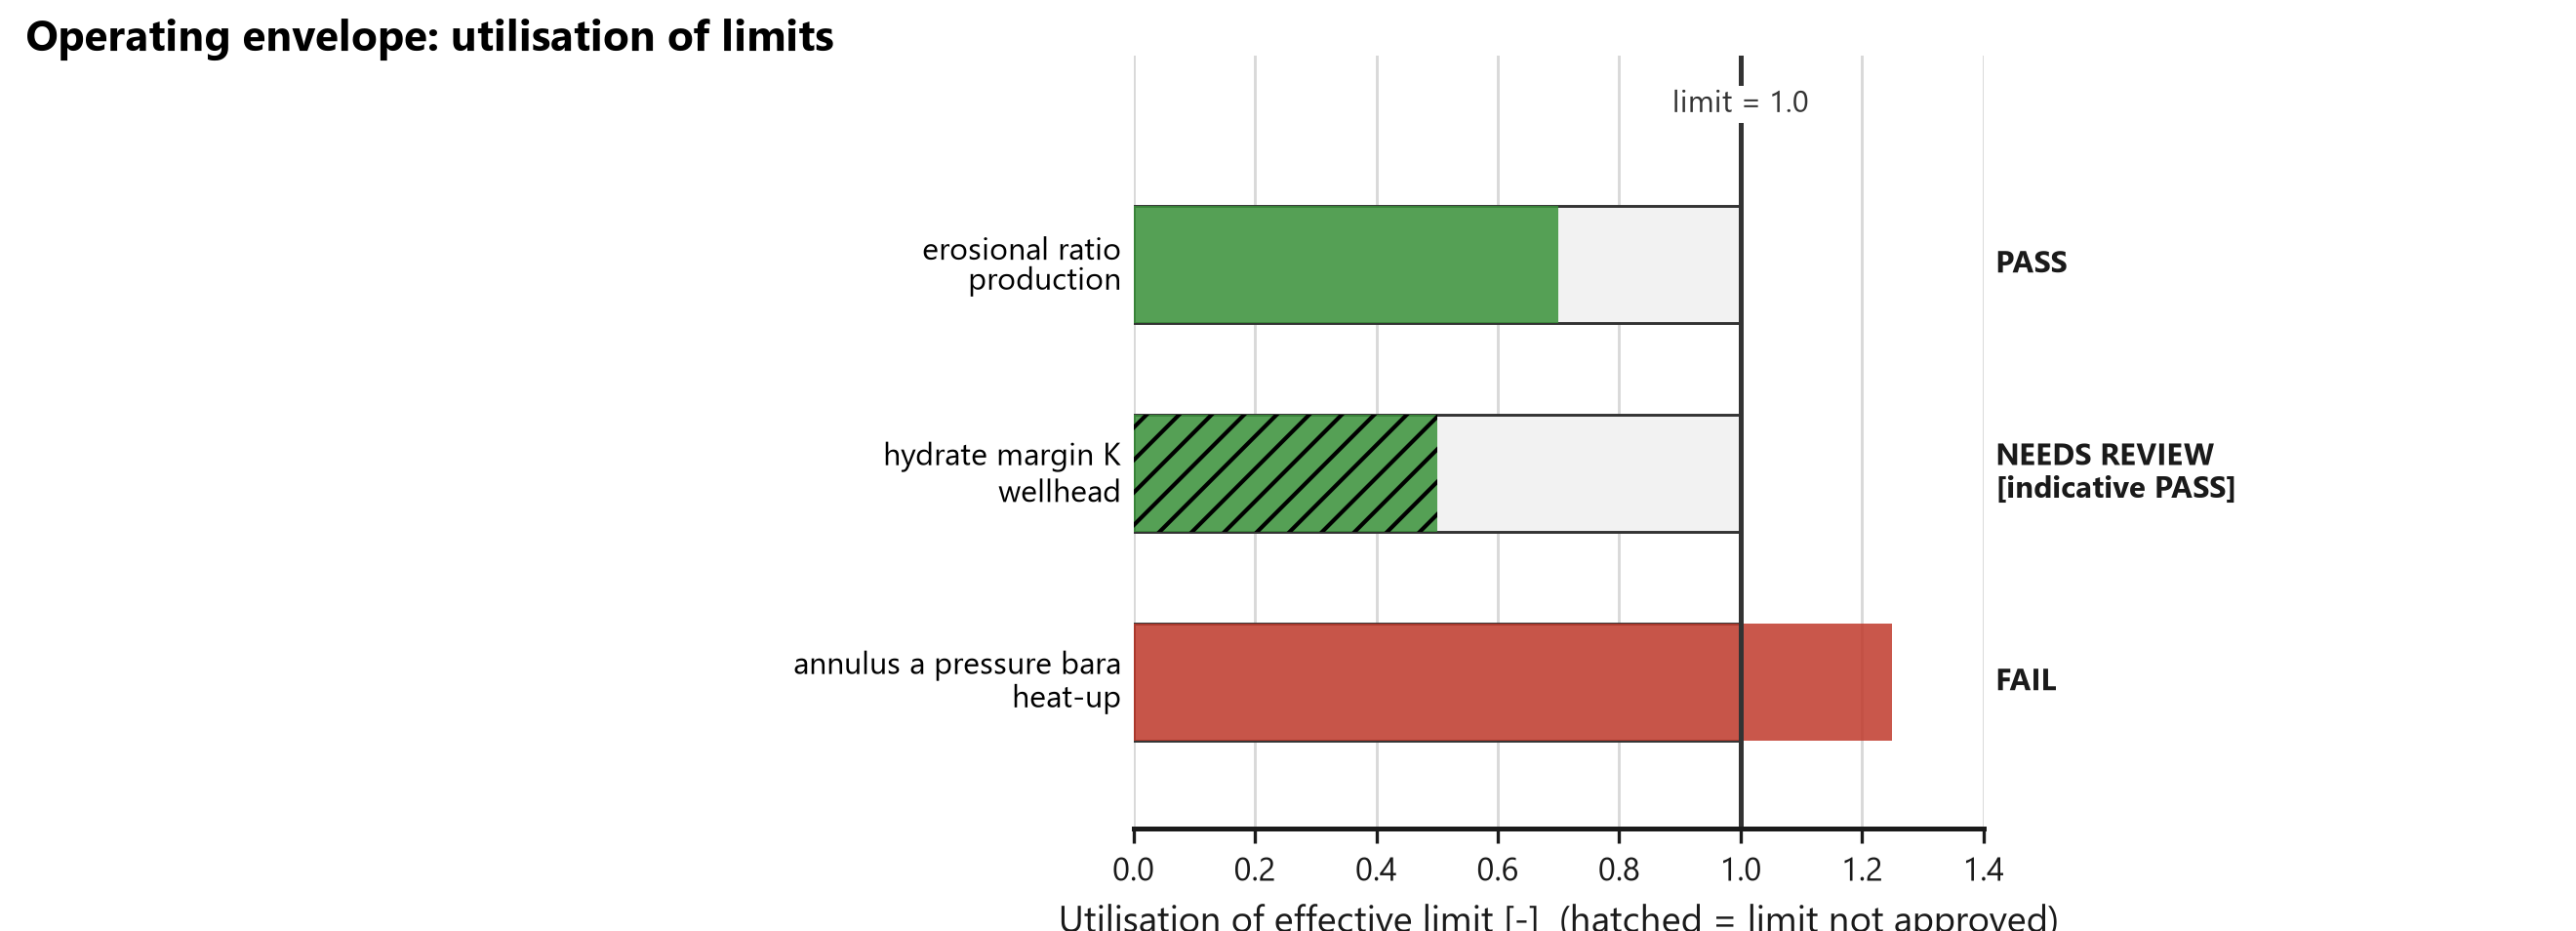 Operating envelope: utilisation of limits
limit = 1.0
erosional ratio
production
PASS
hydrate margin K
wellhead
NEEDS REVIEW
[indicative PASS]
annulus a pressure bara
heat-up
FAIL
0.0 0.2 0.4 0.6 0.8 1.0 1.2 1.4
Utilisation of effective limit [-] (hatched = limit not approved)